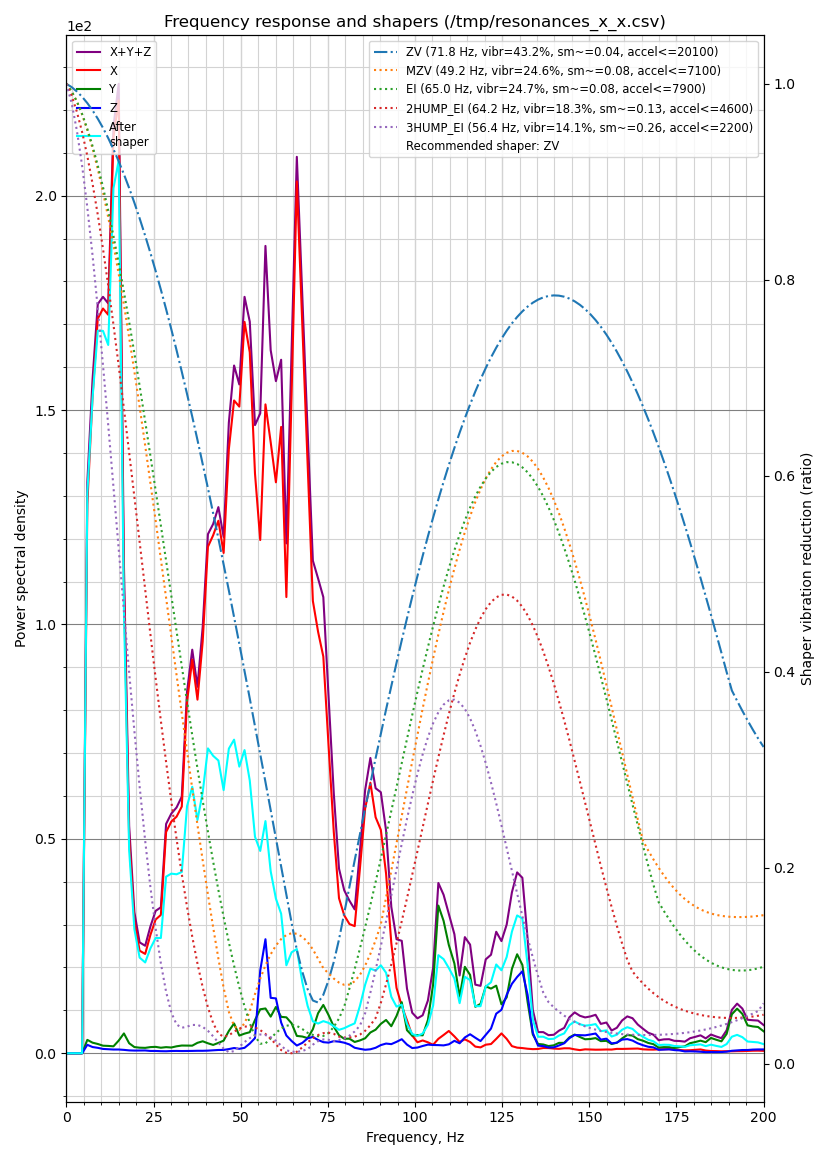 Frequency response and shapers (/tmp/resonances_x_x.csv)
1e2
X+Y+Z
X
Y
Z
After
shaper
ZV (71.8 Hz, vibr=43.2%, sm~=0.04, accel<=20100)
MZV (49.2 Hz, vibr=24.6%, sm~=0.08, accel<=7100)
EI (65.0 Hz, vibr=24.7%, sm~=0.08, accel<=7900)
2HUMP_EI (64.2 Hz, vibr=18.3%, sm~=0.13, accel<=4600)
3HUMP_EI (56.4 Hz, vibr=14.1%, sm~=0.26, accel<=2200)
Recommended shaper: ZV
Power spectral density
2.0
1.5
1.0
0.5
0.0
1.0
0.8
0.6
0.4
0.2
0.0
Shaper vibration reduction (ratio)
0 25 50 75 100 125 150 175 200
Frequency, Hz